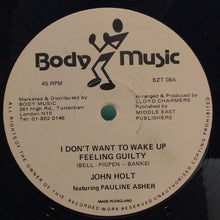 Body Music
45 RPM
BZT 08A
Marketed & Distributed by
BODY MUSIC
261 High Rd., Tottenham
London N15
Tel: 01-802 0146
Arranged & Produced by
LLOYD CHARMERS
Published by
MIDDLE EAST
PUBLISHERS
I DON'T WANT TO WAKE UP
FEELING GUILTY
(BELL - PIOPEN - BANKS)
JOHN HOLT
featuring PAULINE ASHER
MADE IN ENGLAND
ALL RIGHTS OF THE OWNER OF THIS RECORDED WORK RESERVED UNAUTHORISED COPYING